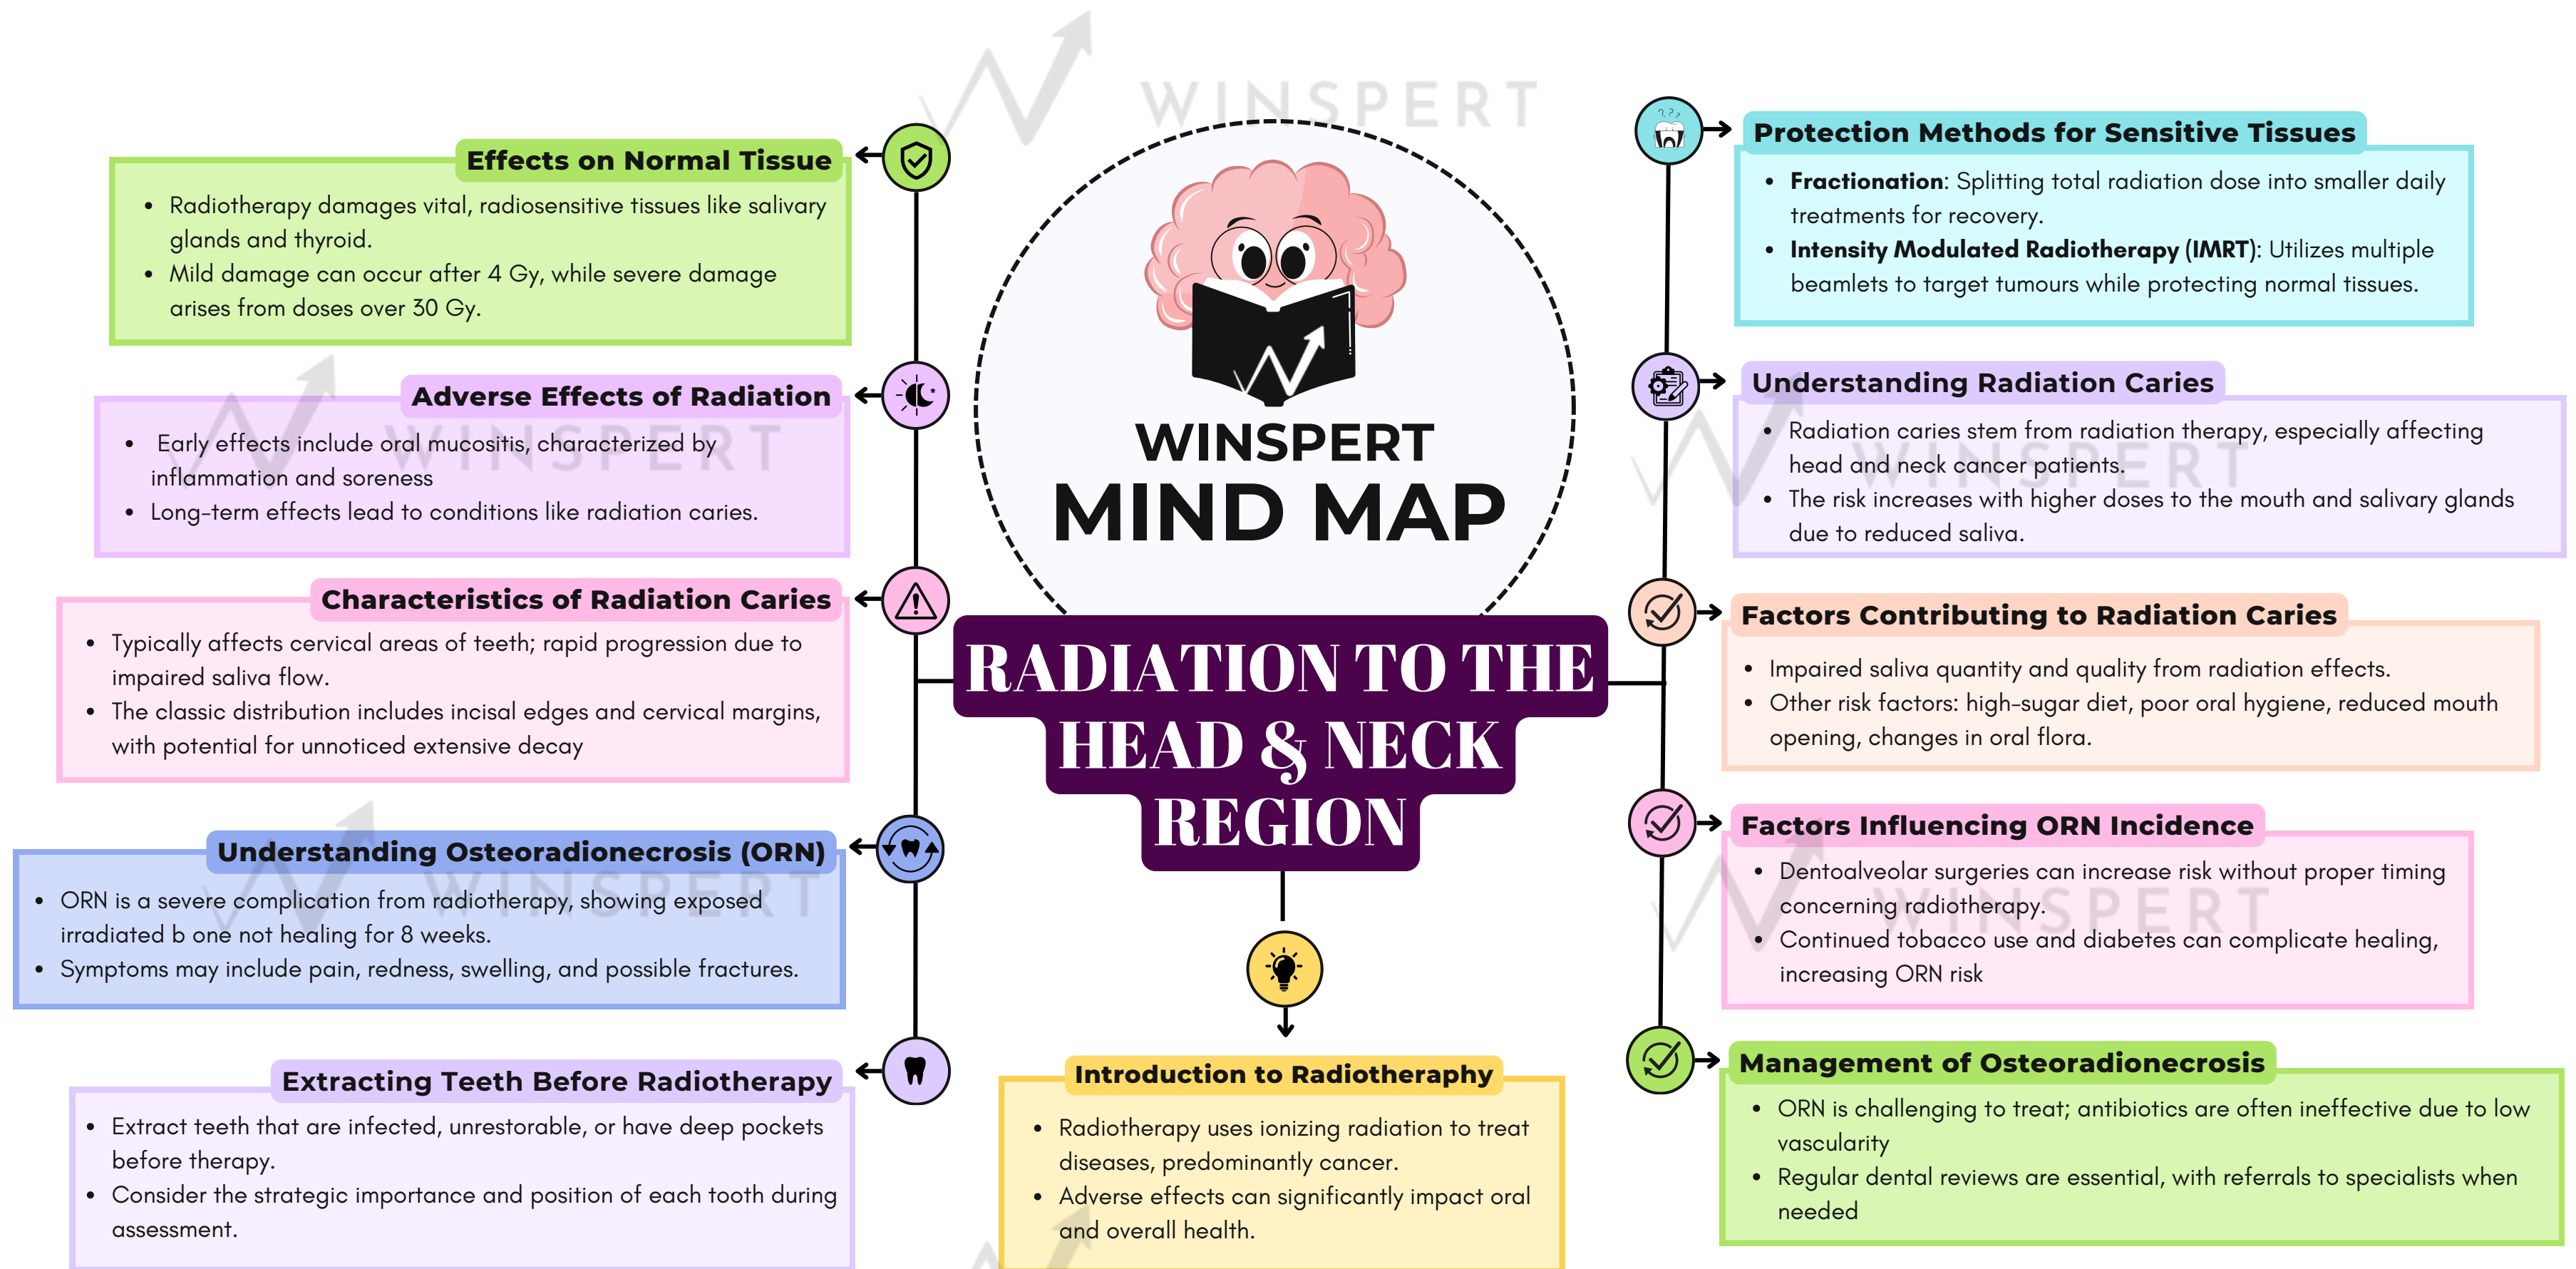 WINSPERT
WINSPERT
MIND MAP
RADIATION TO THE
HEAD & NECK
REGION
Effects on Normal Tissue
• Radiotherapy damages vital, radiosensitive tissues like salivary
glands and thyroid.
• Mild damage can occur after 4 Gy, while severe damage
arises from doses over 30 Gy.
Adverse Effects of Radiation
• Early effects include oral mucositis, characterized by
inflammation and soreness
• Long-term effects lead to conditions like radiation caries.
WINSPERT
Characteristics of Radiation Caries
• Typically affects cervical areas of teeth; rapid progression due to
impaired saliva flow.
• The classic distribution includes incisal edges and cervical margins,
with potential for unnoticed extensive decay
Understanding Osteoradionecrosis (ORN)
• ORN is a severe complication from radiotherapy, showing exposed
irradiated b one not healing for 8 weeks.
• Symptoms may include pain, redness, swelling, and possible fractures.
WINSPERT
Extracting Teeth Before Radiotherapy
• Extract teeth that are infected, unrestorable, or have deep pockets
before therapy.
• Consider the strategic importance and position of each tooth during
assessment.
Introduction to Radiotheraphy
• Radiotherapy uses ionizing radiation to treat
diseases, predominantly cancer.
• Adverse effects can significantly impact oral
and overall health.
Protection Methods for Sensitive Tissues
• Fractionation: Splitting total radiation dose into smaller daily
treatments for recovery.
• Intensity Modulated Radiotherapy (IMRT): Utilizes multiple
beamlets to target tumours while protecting normal tissues.
Understanding Radiation Caries
• Radiation caries stem from radiation therapy, especially affecting
head and neck cancer patients.
• The risk increases with higher doses to the mouth and salivary glands
due to reduced saliva.
WINSPERT
Factors Contributing to Radiation Caries
• Impaired saliva quantity and quality from radiation effects.
• Other risk factors: high-sugar diet, poor oral hygiene, reduced mouth
opening, changes in oral flora.
Factors Influencing ORN Incidence
• Dentoalveolar surgeries can increase risk without proper timing
concerning radiotherapy.
• Continued tobacco use and diabetes can complicate healing,
increasing ORN risk
WINSPERT
Management of Osteoradionecrosis
• ORN is challenging to treat; antibiotics are often ineffective due to low
vascularity
• Regular dental reviews are essential, with referrals to specialists when
needed